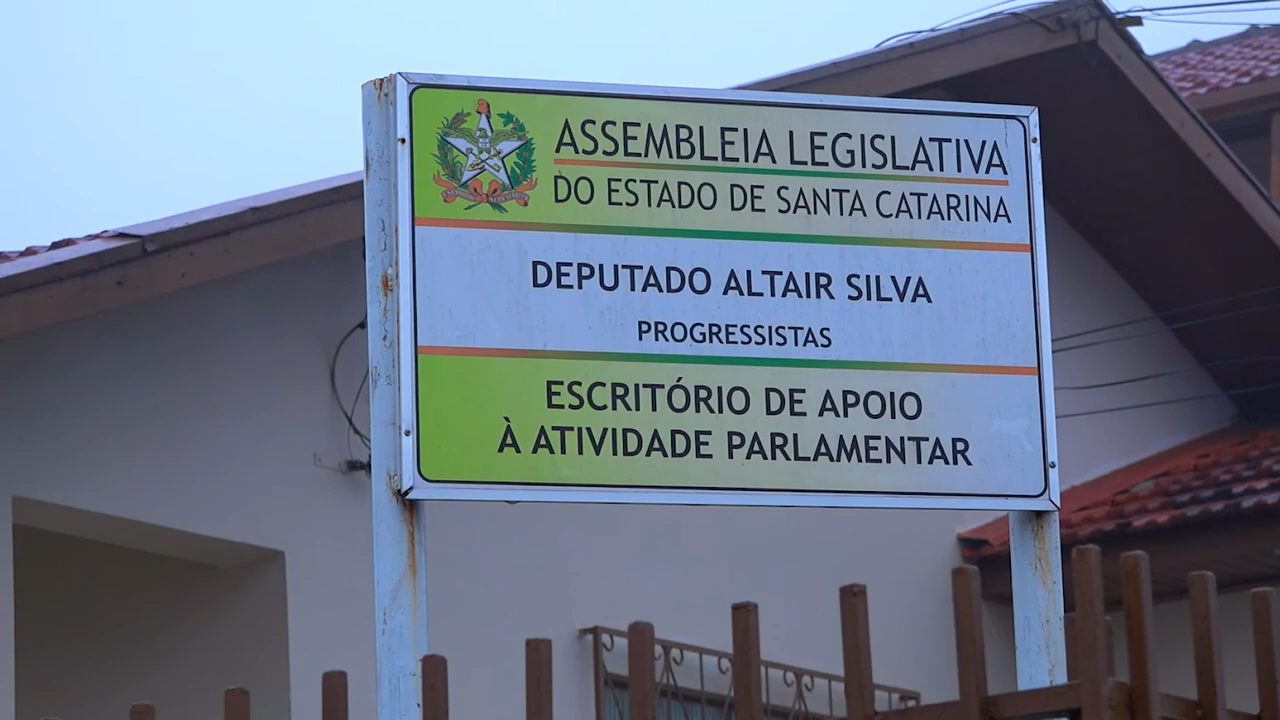 ASSEMBLEIA LEGISLATIVA
DO ESTADO DE SANTA CATARINA
DEPUTADO ALTAIR SILVA
PROGRESSISTAS
ESCRITÓRIO DE APOIO
À ATIVIDADE PARLAMENTAR